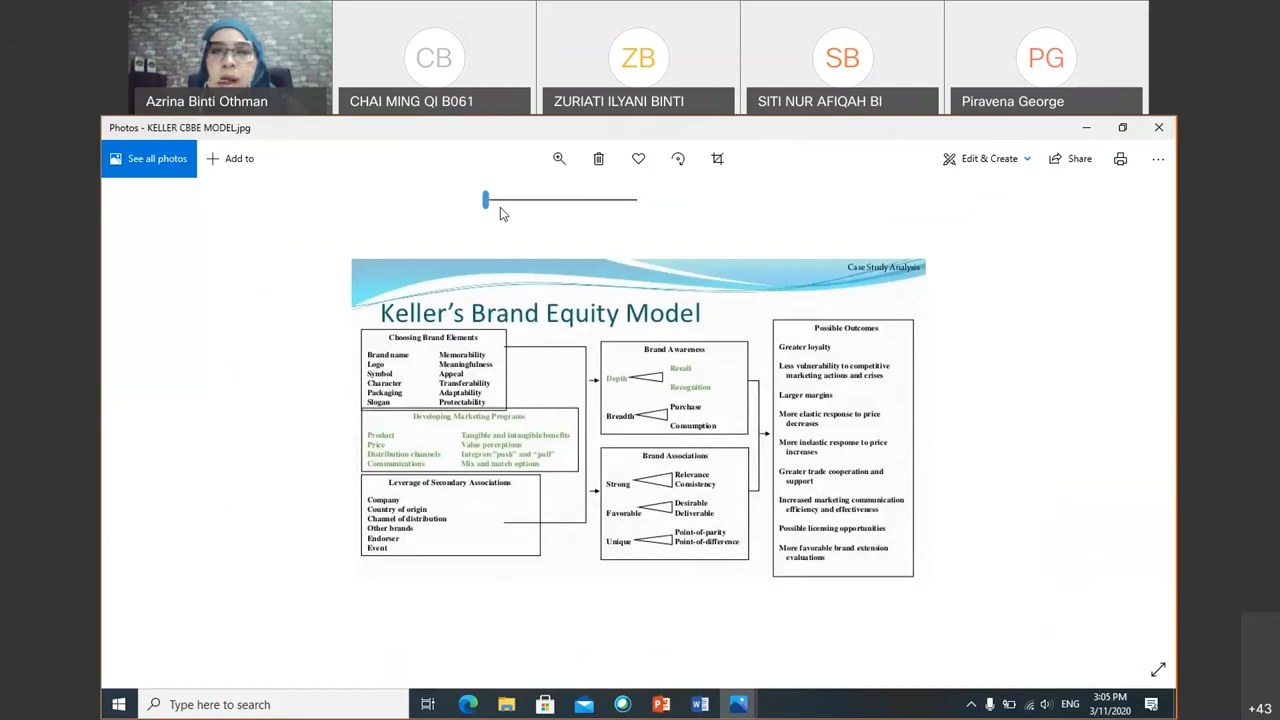 CB
ZB
SB
PG
Azrina Binti Othman
CHAI MING QI B061
ZURIATI ILYANI BINTI
SITI NUR AFIQAH BI
Piravena George
Photos - KELLER CBBE MODEL.jpg
See all photos
Add to
Edit & Create
Share
Case Study Analysis
Keller's Brand Equity Model
Choosing Brand Elements
Brand name Memorability
Logo Meaningfulness
Symbol Appeal
Character Transferability
Packaging Adaptability
Slogan Protectability
Developing Marketing Programs
Product Tangible and intangible benefits
Price Value perceptions
Distribution channels Integrate "push" and "pull"
Communications Mix and match options
Leverage of Secondary Associations
Company
Country of origin
Channel of distribution
Other brands
Endorser
Event
Brand Awareness
Recall
Depth
Recognition
Purchase
Breadth
Consumption
Brand Associations
Relevance
Strong
Consistency
Desirable
Favorable
Deliverable
Point-of-parity
Unique
Point-of-difference
Possible Outcomes
Greater loyalty
Less vulnerability to competitive
marketing actions and crises
Larger margins
More elastic response to price
decreases
More inelastic response to price
increases
Greater trade cooperation and
support
Increased marketing communication
efficiency and effectiveness
Possible licensing opportunities
More favorable brand extension
evaluations
Type here to search
ENG
3:05 PM
3/11/2020
+43